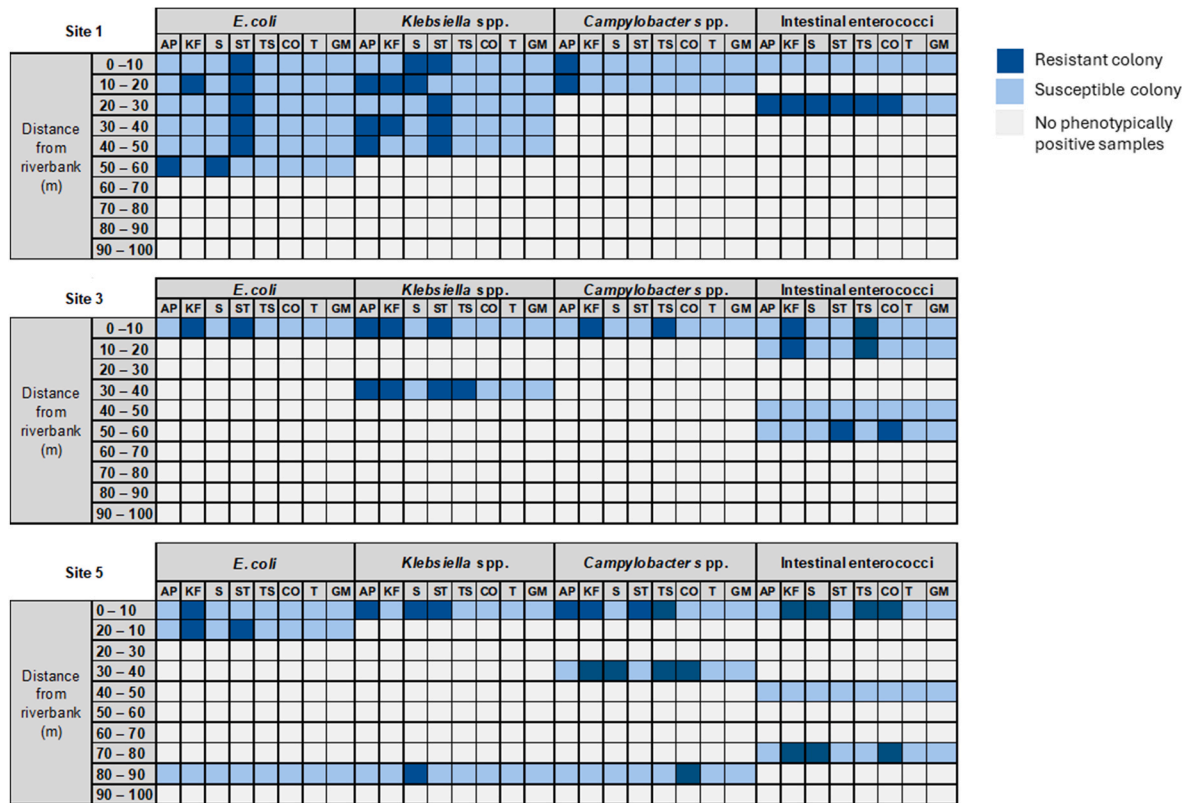 Site 1 E. coli Klebsiella spp. Campylobacter spp. Intestinal enterococci
AP KF S ST TS CO T GM AP KF S ST TS CO T GM AP KF S ST TS CO T GM AP KF S ST TS CO T GM
Distance from riverbank (m)
0 –10
10 – 20
20 – 30
30 – 40
40 – 50
50 – 60
60 – 70
70 – 80
80 – 90
90 – 100
Resistant colony
Susceptible colony
No phenotypically
positive samples
Site 3 E. coli Klebsiella spp. Campylobacter spp. Intestinal enterococci
AP KF S ST TS CO T GM AP KF S ST TS CO T GM AP KF S ST TS CO T GM AP KF S ST TS CO T GM
Distance from riverbank (m)
0 –10
10 – 20
20 – 30
30 – 40
40 – 50
50 – 60
60 – 70
70 – 80
80 – 90
90 – 100
Site 5 E. coli Klebsiella spp. Campylobacter spp. Intestinal enterococci
AP KF S ST TS CO T GM AP KF S ST TS CO T GM AP KF S ST TS CO T GM AP KF S ST TS CO T GM
Distance from riverbank (m)
0 – 10
20 – 10
20 – 30
30 – 40
40 – 50
50 – 60
60 – 70
70 – 80
80 – 90
90 – 100